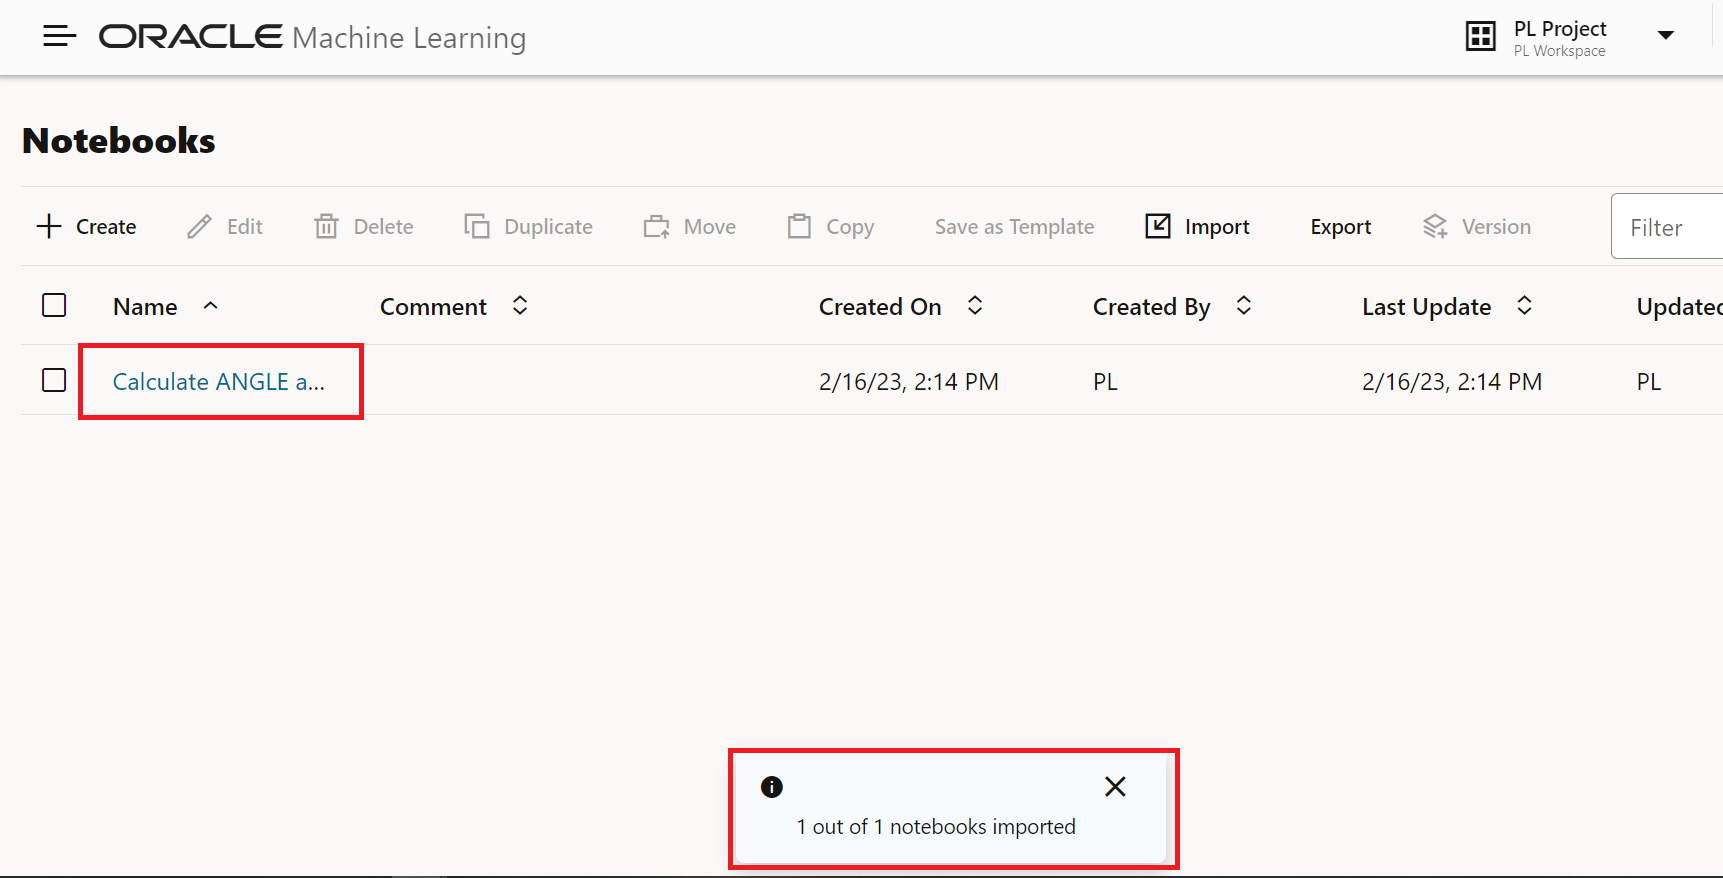 ORACLE Machine Learning
PL Project
PL Workspace
Notebooks
Create Edit Delete Duplicate Move Copy Save as Template Import Export Version Filter
Name Comment Created On Created By Last Update Updated
Calculate ANGLE a... 2/16/23, 2:14 PM PL 2/16/23, 2:14 PM PL
1 out of 1 notebooks imported